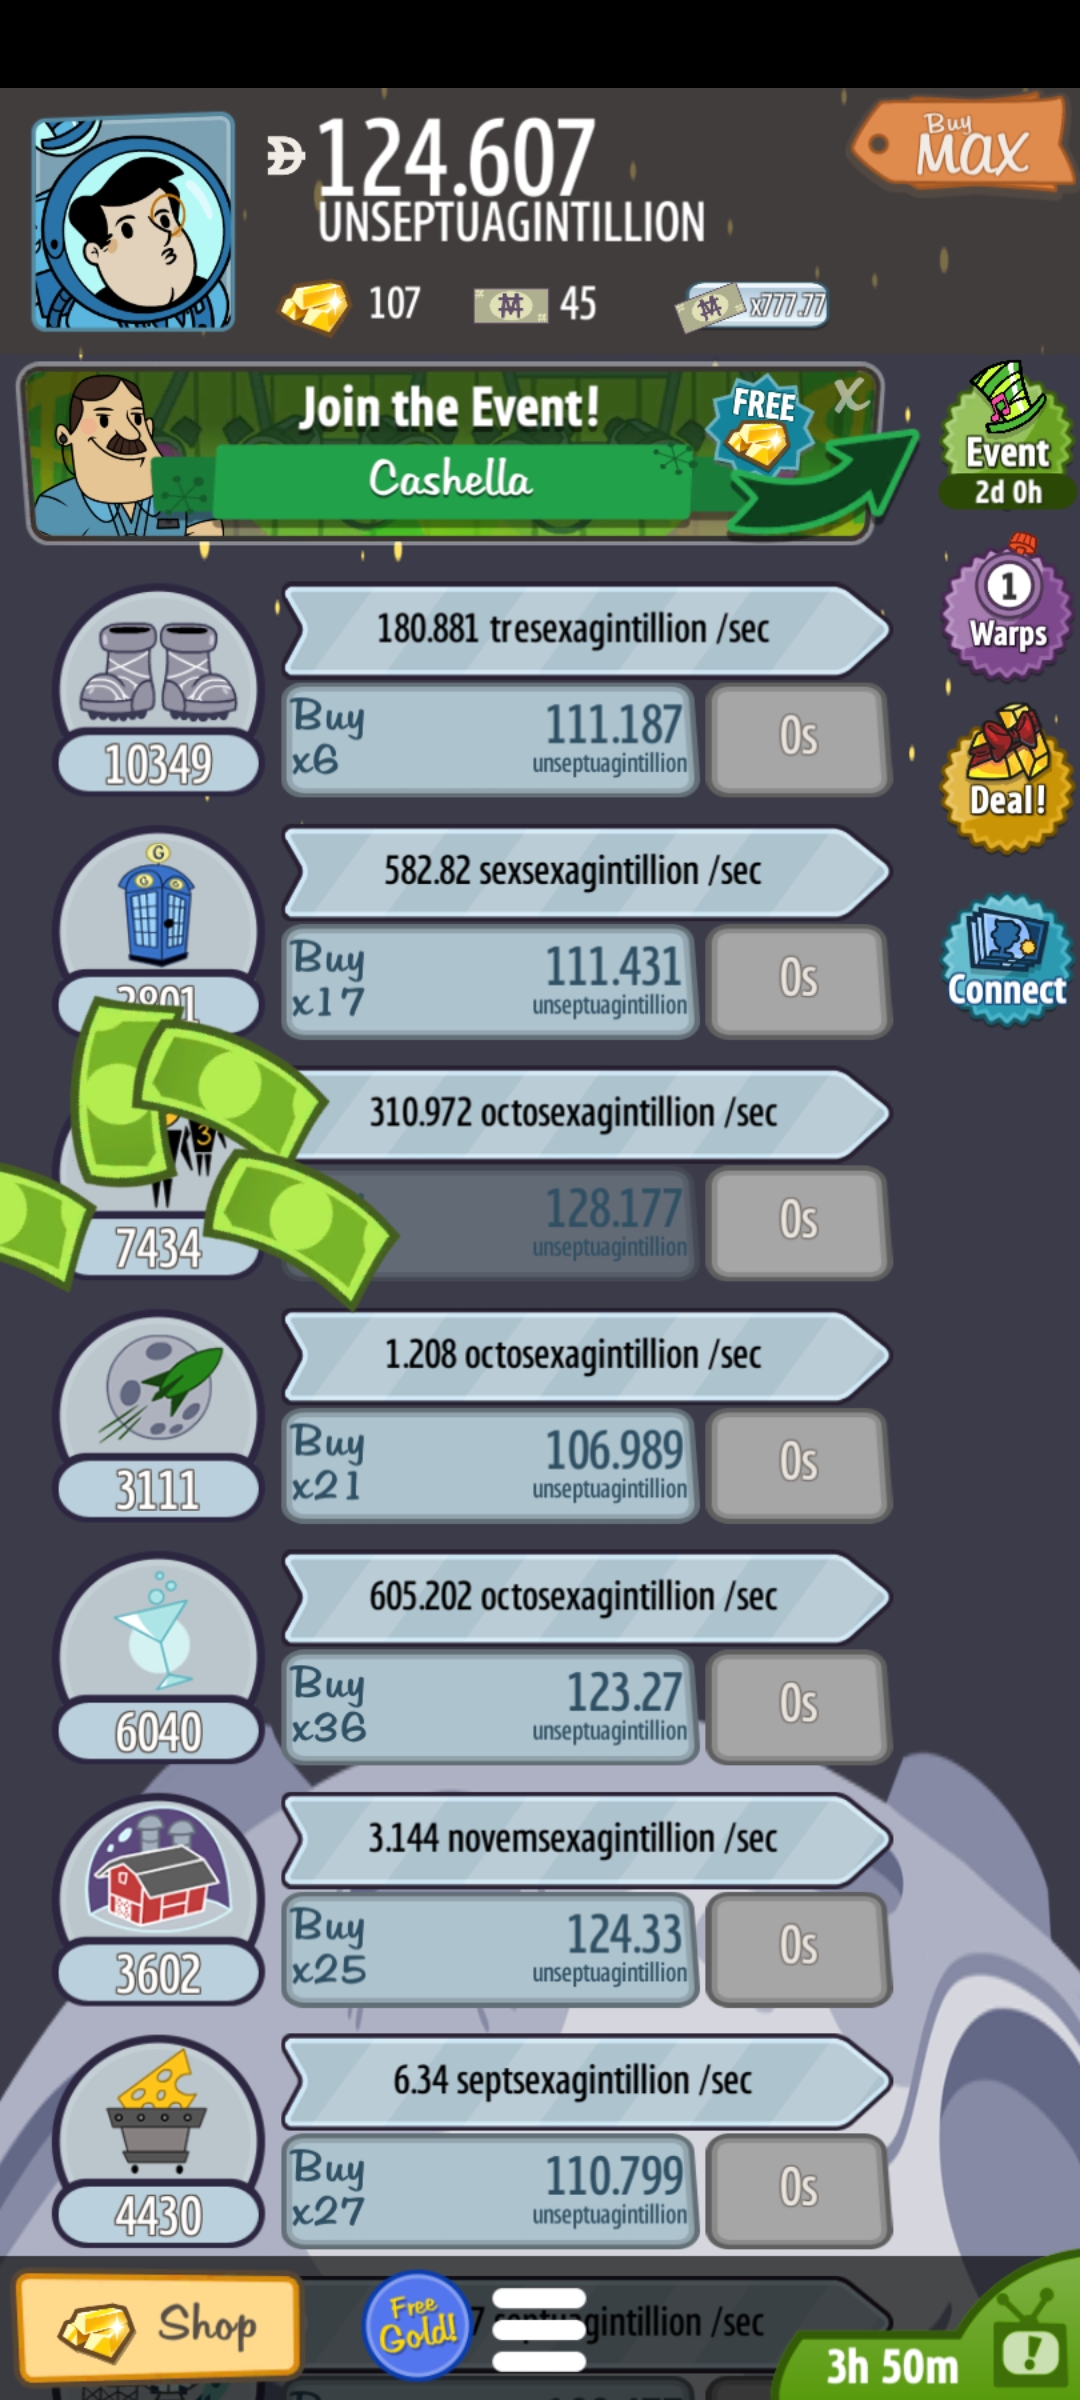 Buy
MAX
124.607
UNSEPTUAGINTILLION
107
45
x777.77
Join the Event!
Cashella
FREE
X
Event
2d 0h
180.881 tresexagintillion /sec
Buy
x6
111.187
unseptuagintillion
0s
10349
1
Warps
Deal!
G
G
G
582.82 sexsexagintillion /sec
Buy
x17
111.431
unseptuagintillion
0s
Connect
310.972 octosexagintillion /sec
3
128.177
unseptuagintillion
0s
7434
1.208 octosexagintillion /sec
Buy
x21
106.989
unseptuagintillion
0s
3111
605.202 octosexagintillion /sec
Buy
x36
123.27
unseptuagintillion
0s
6040
3.144 novemsexagintillion /sec
Buy
x25
124.33
unseptuagintillion
0s
3602
6.34 septsexagintillion /sec
Buy
x27
110.799
unseptuagintillion
0s
4430
Shop
Free
Gold!
/sec
3h 50m
!